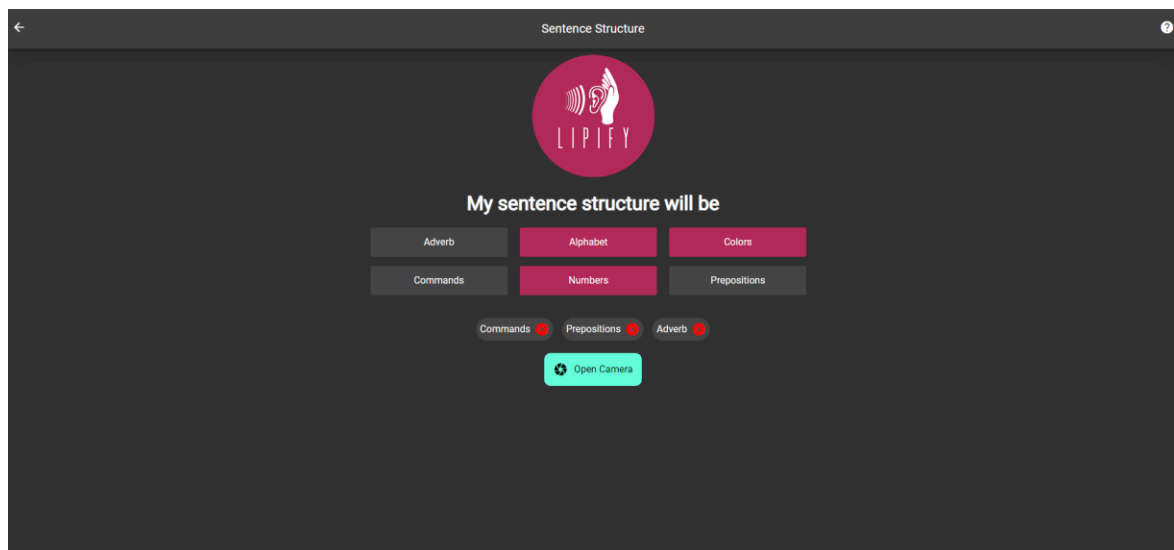 Sentence Structure
LIPIFY
My sentence structure will be
Adverb Alphabet Colors
Commands Numbers Prepositions
Commands Prepositions Adverb
Open Camera